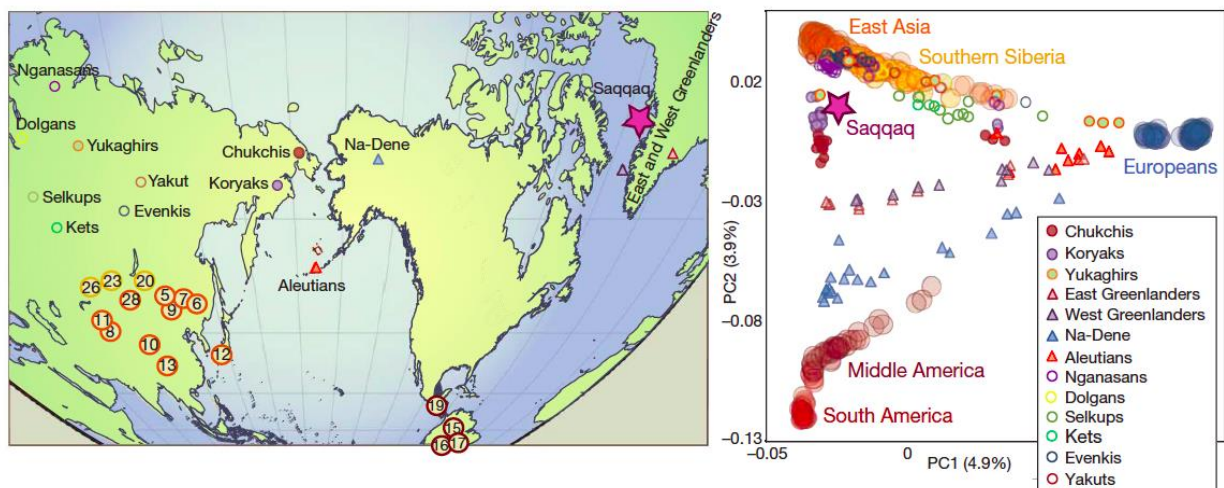 Nganasans
Dolgans
Yukaghirs
Selkups
Yakut
Evenkis
Kets
Chukchis
Koryaks
Na-Dene
Aleutians
Saqqaq
East and West Greenlanders
26
23
20
28
5
7
6
9
11
8
10
13
12
19
15
16
17
East Asia
Southern Siberia
Saqqaq
Europeans
Middle America
South America
0.02
−0.03
−0.08
−0.13
PC2 (3.9%)
−0.05
0
PC1 (4.9%)
Chukchis
Koryaks
Yukaghirs
East Greenlanders
West Greenlanders
Na-Dene
Aleutians
Nganasans
Dolgans
Selkups
Kets
Evenkis
Yakuts